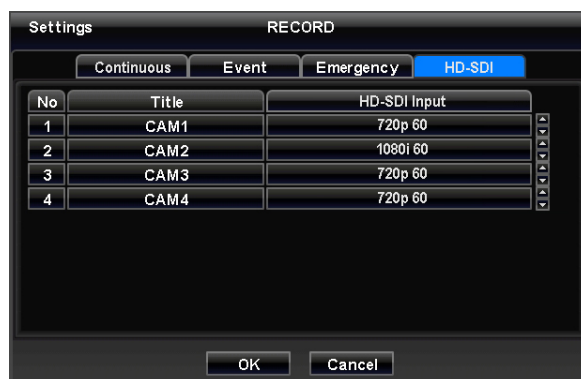 Settings RECORD
Continuous Event Emergency HD-SDI
No Title HD-SDI Input
1 CAM1 720p 60
2 CAM2 1080i 60
3 CAM3 720p 60
4 CAM4 720p 60
OK Cancel